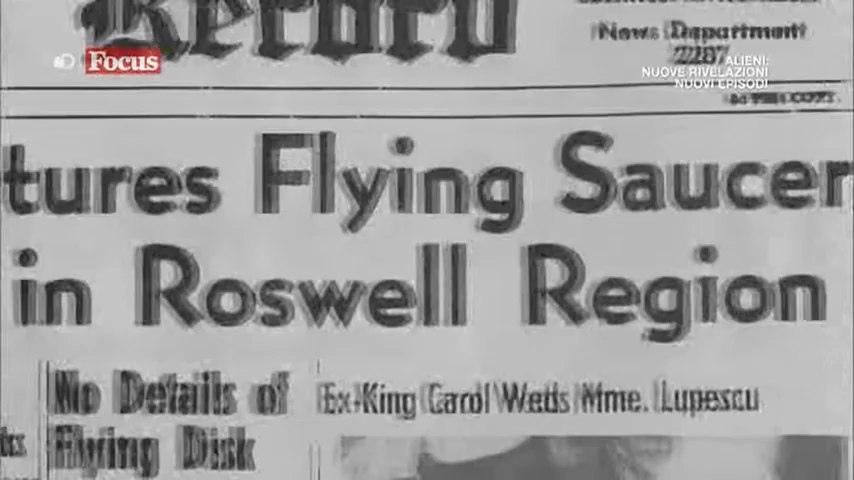 Record
News Department
2287
Focus
ALIENI:
NUOVE RIVELAZIONI
NUOVI EPISODI
tures Flying Saucer
in Roswell Region
No Details of
Flying Disk
Ex-King Carol Weds Mme. Lupescu